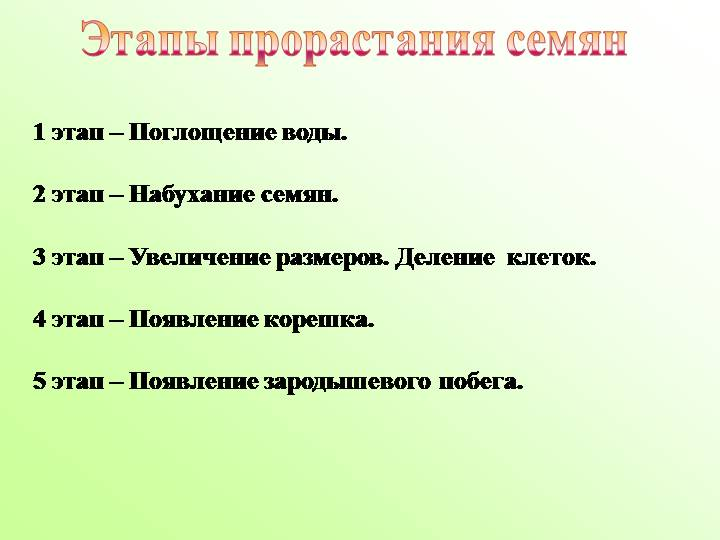 Этапы прорастания семян
1 этап – Поглощение воды.
2 этап – Набухание семян.
3 этап – Увеличение размеров. Деление клеток.
4 этап – Появление корешка.
5 этап – Появление зародышевого побега.